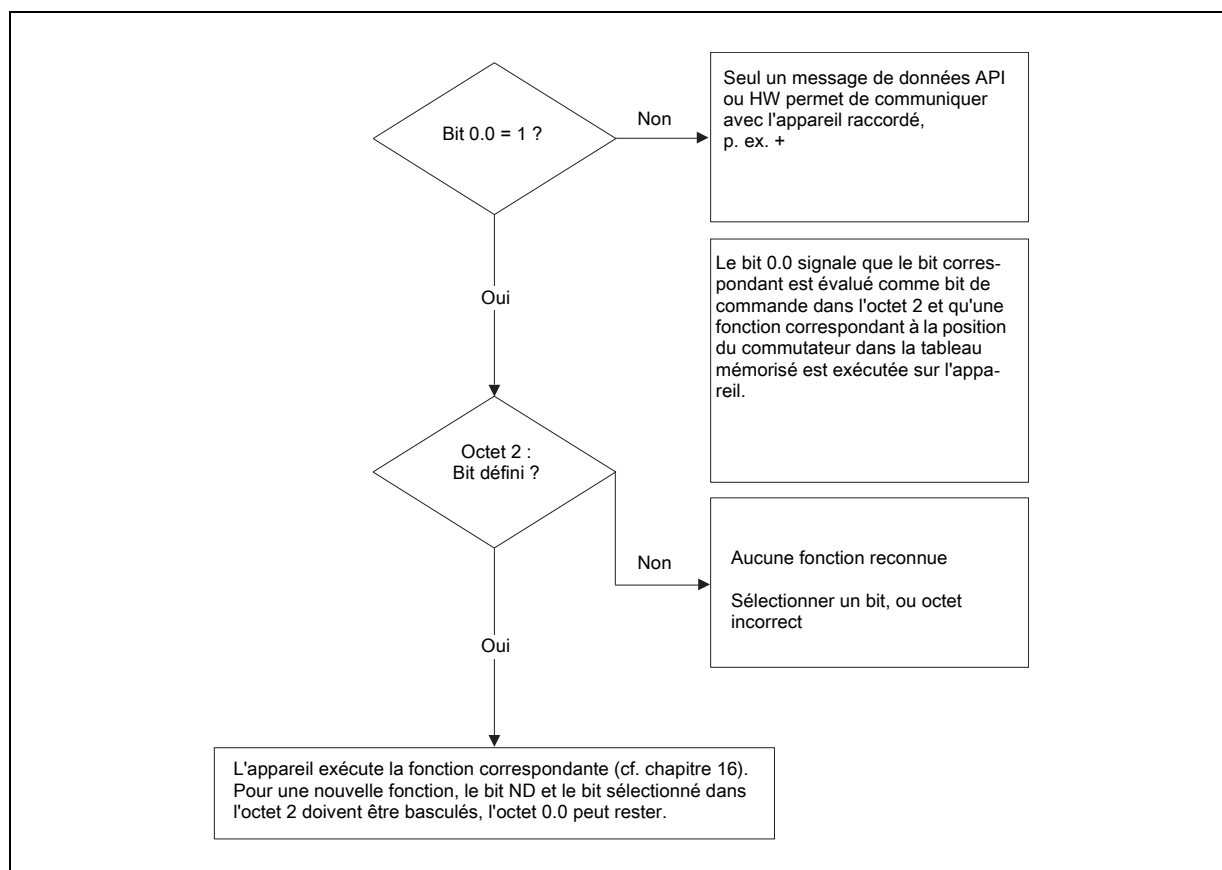 Bit 0.0 = 1 ?
Non
Seul un message de données API
ou HW permet de communiquer
avec l'appareil raccordé,
p. ex. +
Oui
Le bit 0.0 signale que le bit corres-
pondant est évalué comme bit de
commande dans l'octet 2 et qu'une
fonction correspondant à la position
du commutateur dans la tableau
mémorisé est exécutée sur l'appa-
reil.
Octet 2 :
Bit défini ?
Non
Aucune fonction reconnue
Sélectionner un bit, ou octet
incorrect
Oui
L'appareil exécute la fonction correspondante (cf. chapitre 16).
Pour une nouvelle fonction, le bit ND et le bit sélectionné dans
l'octet 2 doivent être basculés, l'octet 0.0 peut rester.